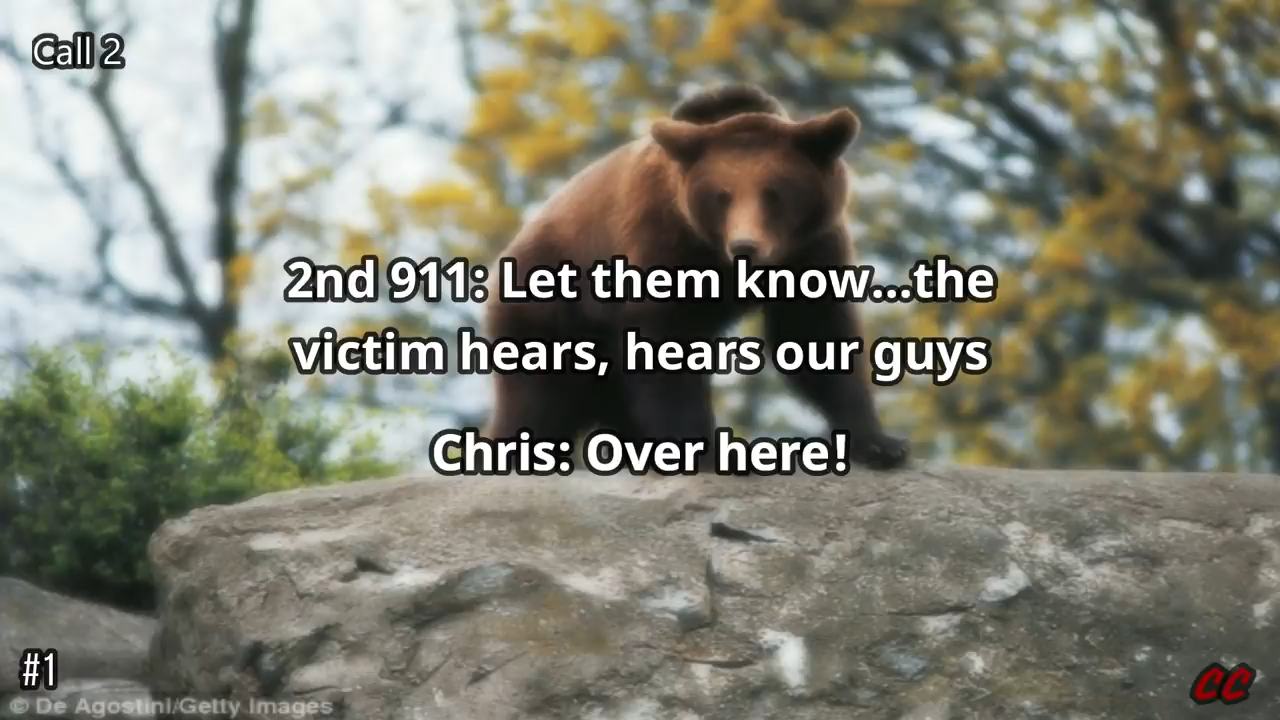 Call 2
2nd 911: Let them know...the
victim hears, hears our guys
Chris: Over here!
#1
CC
© De Agostini/Getty Images